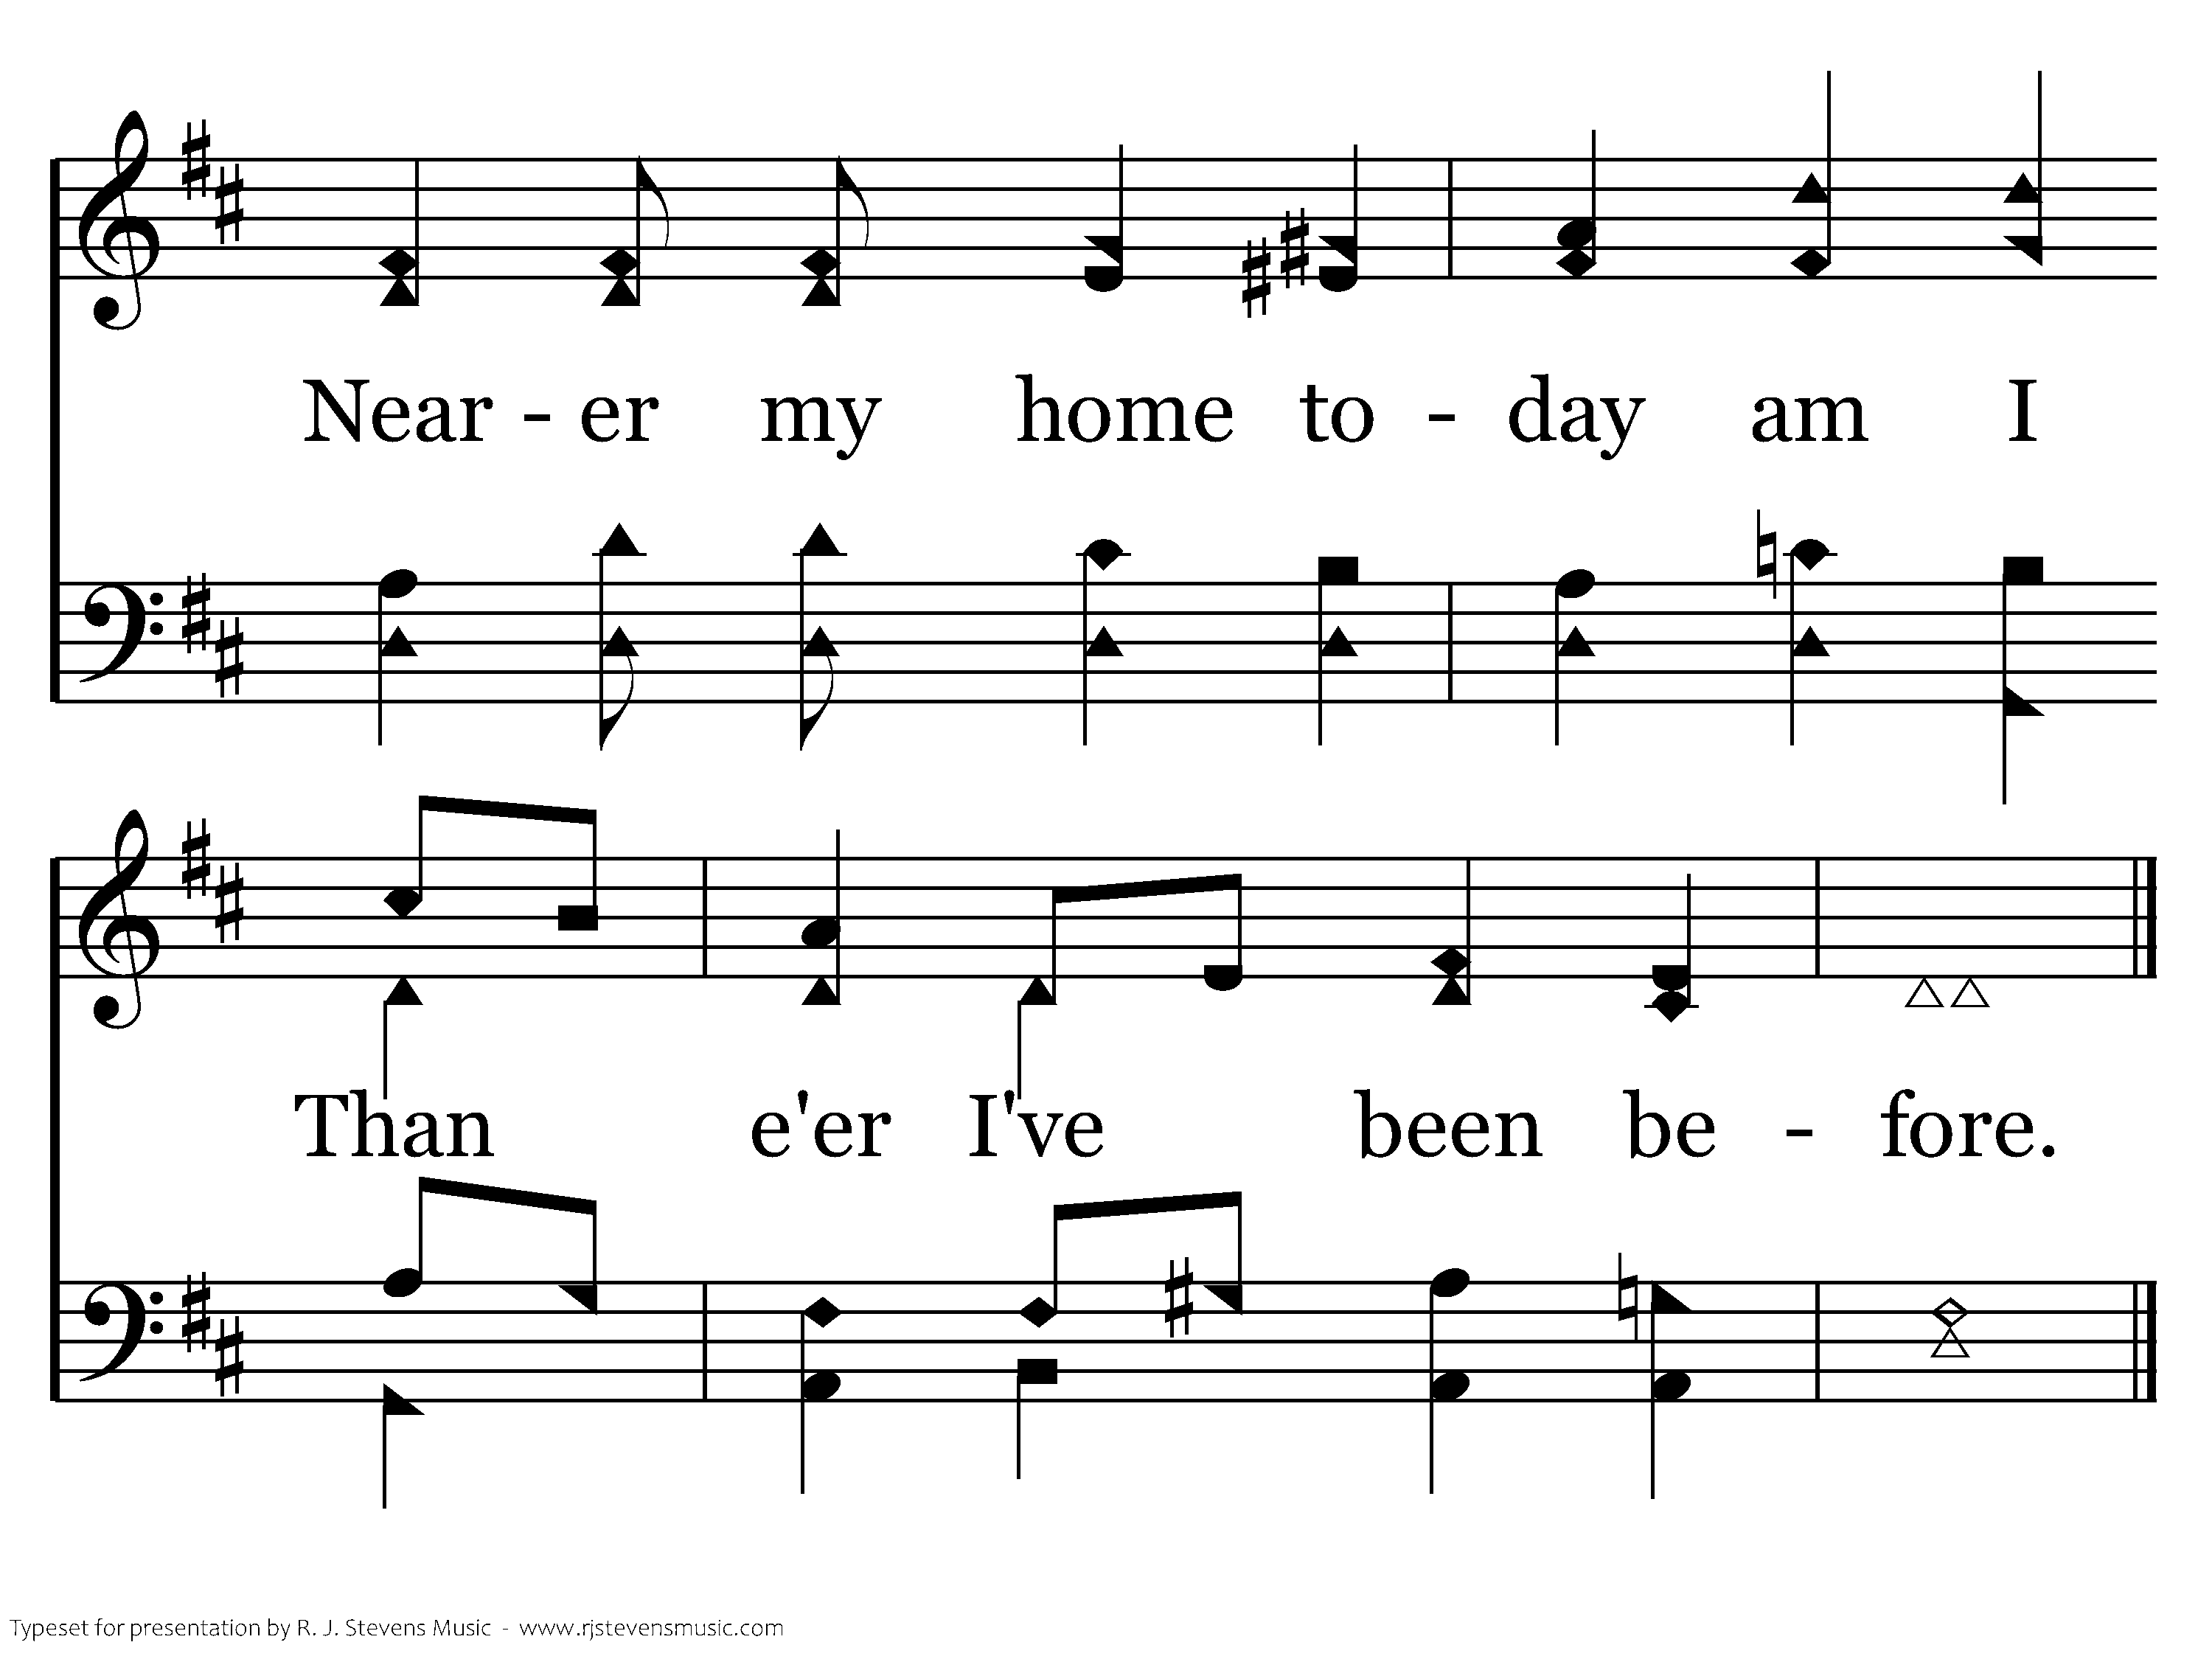 Near - er my home to - day am I
Than e'er I've been be - fore.
Typeset for presentation by R. J. Stevens Music - www.rjstevensmusic.com